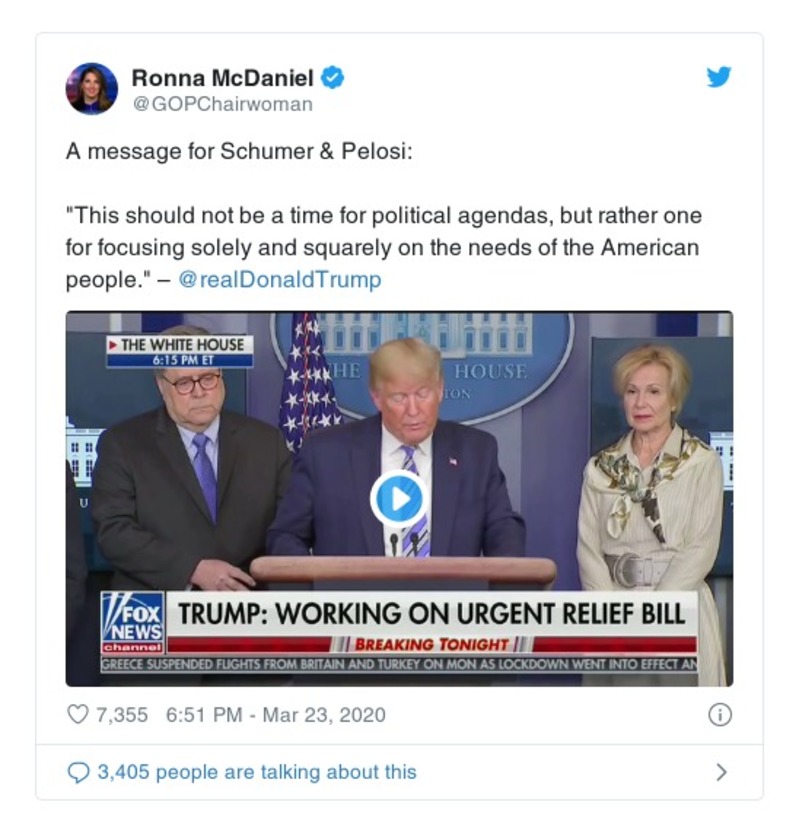 Ronna McDaniel
@GOPChairwoman
A message for Schumer & Pelosi:
"This should not be a time for political agendas, but rather one
for focusing solely and squarely on the needs of the American
people." – @realDonaldTrump
THE WHITE HOUSE
6:15 PM ET
HE HOUSE
TON
U
FOX
NEWS
channel
TRUMP: WORKING ON URGENT RELIEF BILL
BREAKING TONIGHT
GREECE SUSPENDED FLIGHTS FROM BRITAIN AND TURKEY ON MON AS LOCKDOWN WENT INTO EFFECT AN
7,355 6:51 PM - Mar 23, 2020
3,405 people are talking about this